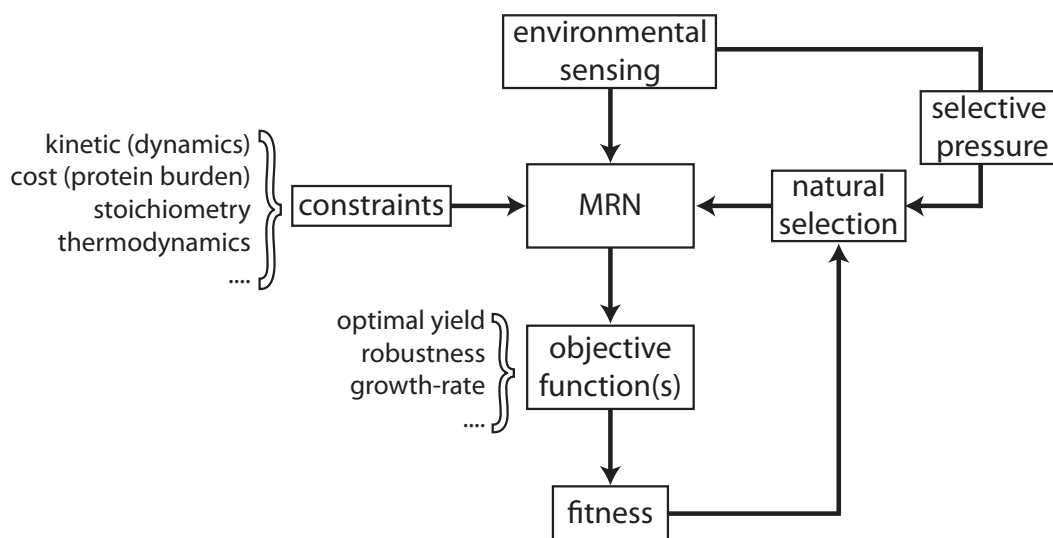 environmental
sensing
selective
pressure
kinetic (dynamics)
cost (protein burden)
stoichiometry
thermodynamics
....
constraints
MRN
natural
selection
optimal yield
robustness
growth-rate
....
objective
function(s)
fitness